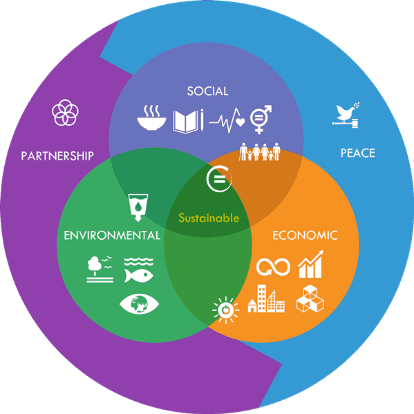 SOCIAL
PARTNERSHIP
PEACE
Sustainable
ENVIRONMENTAL
ECONOMIC